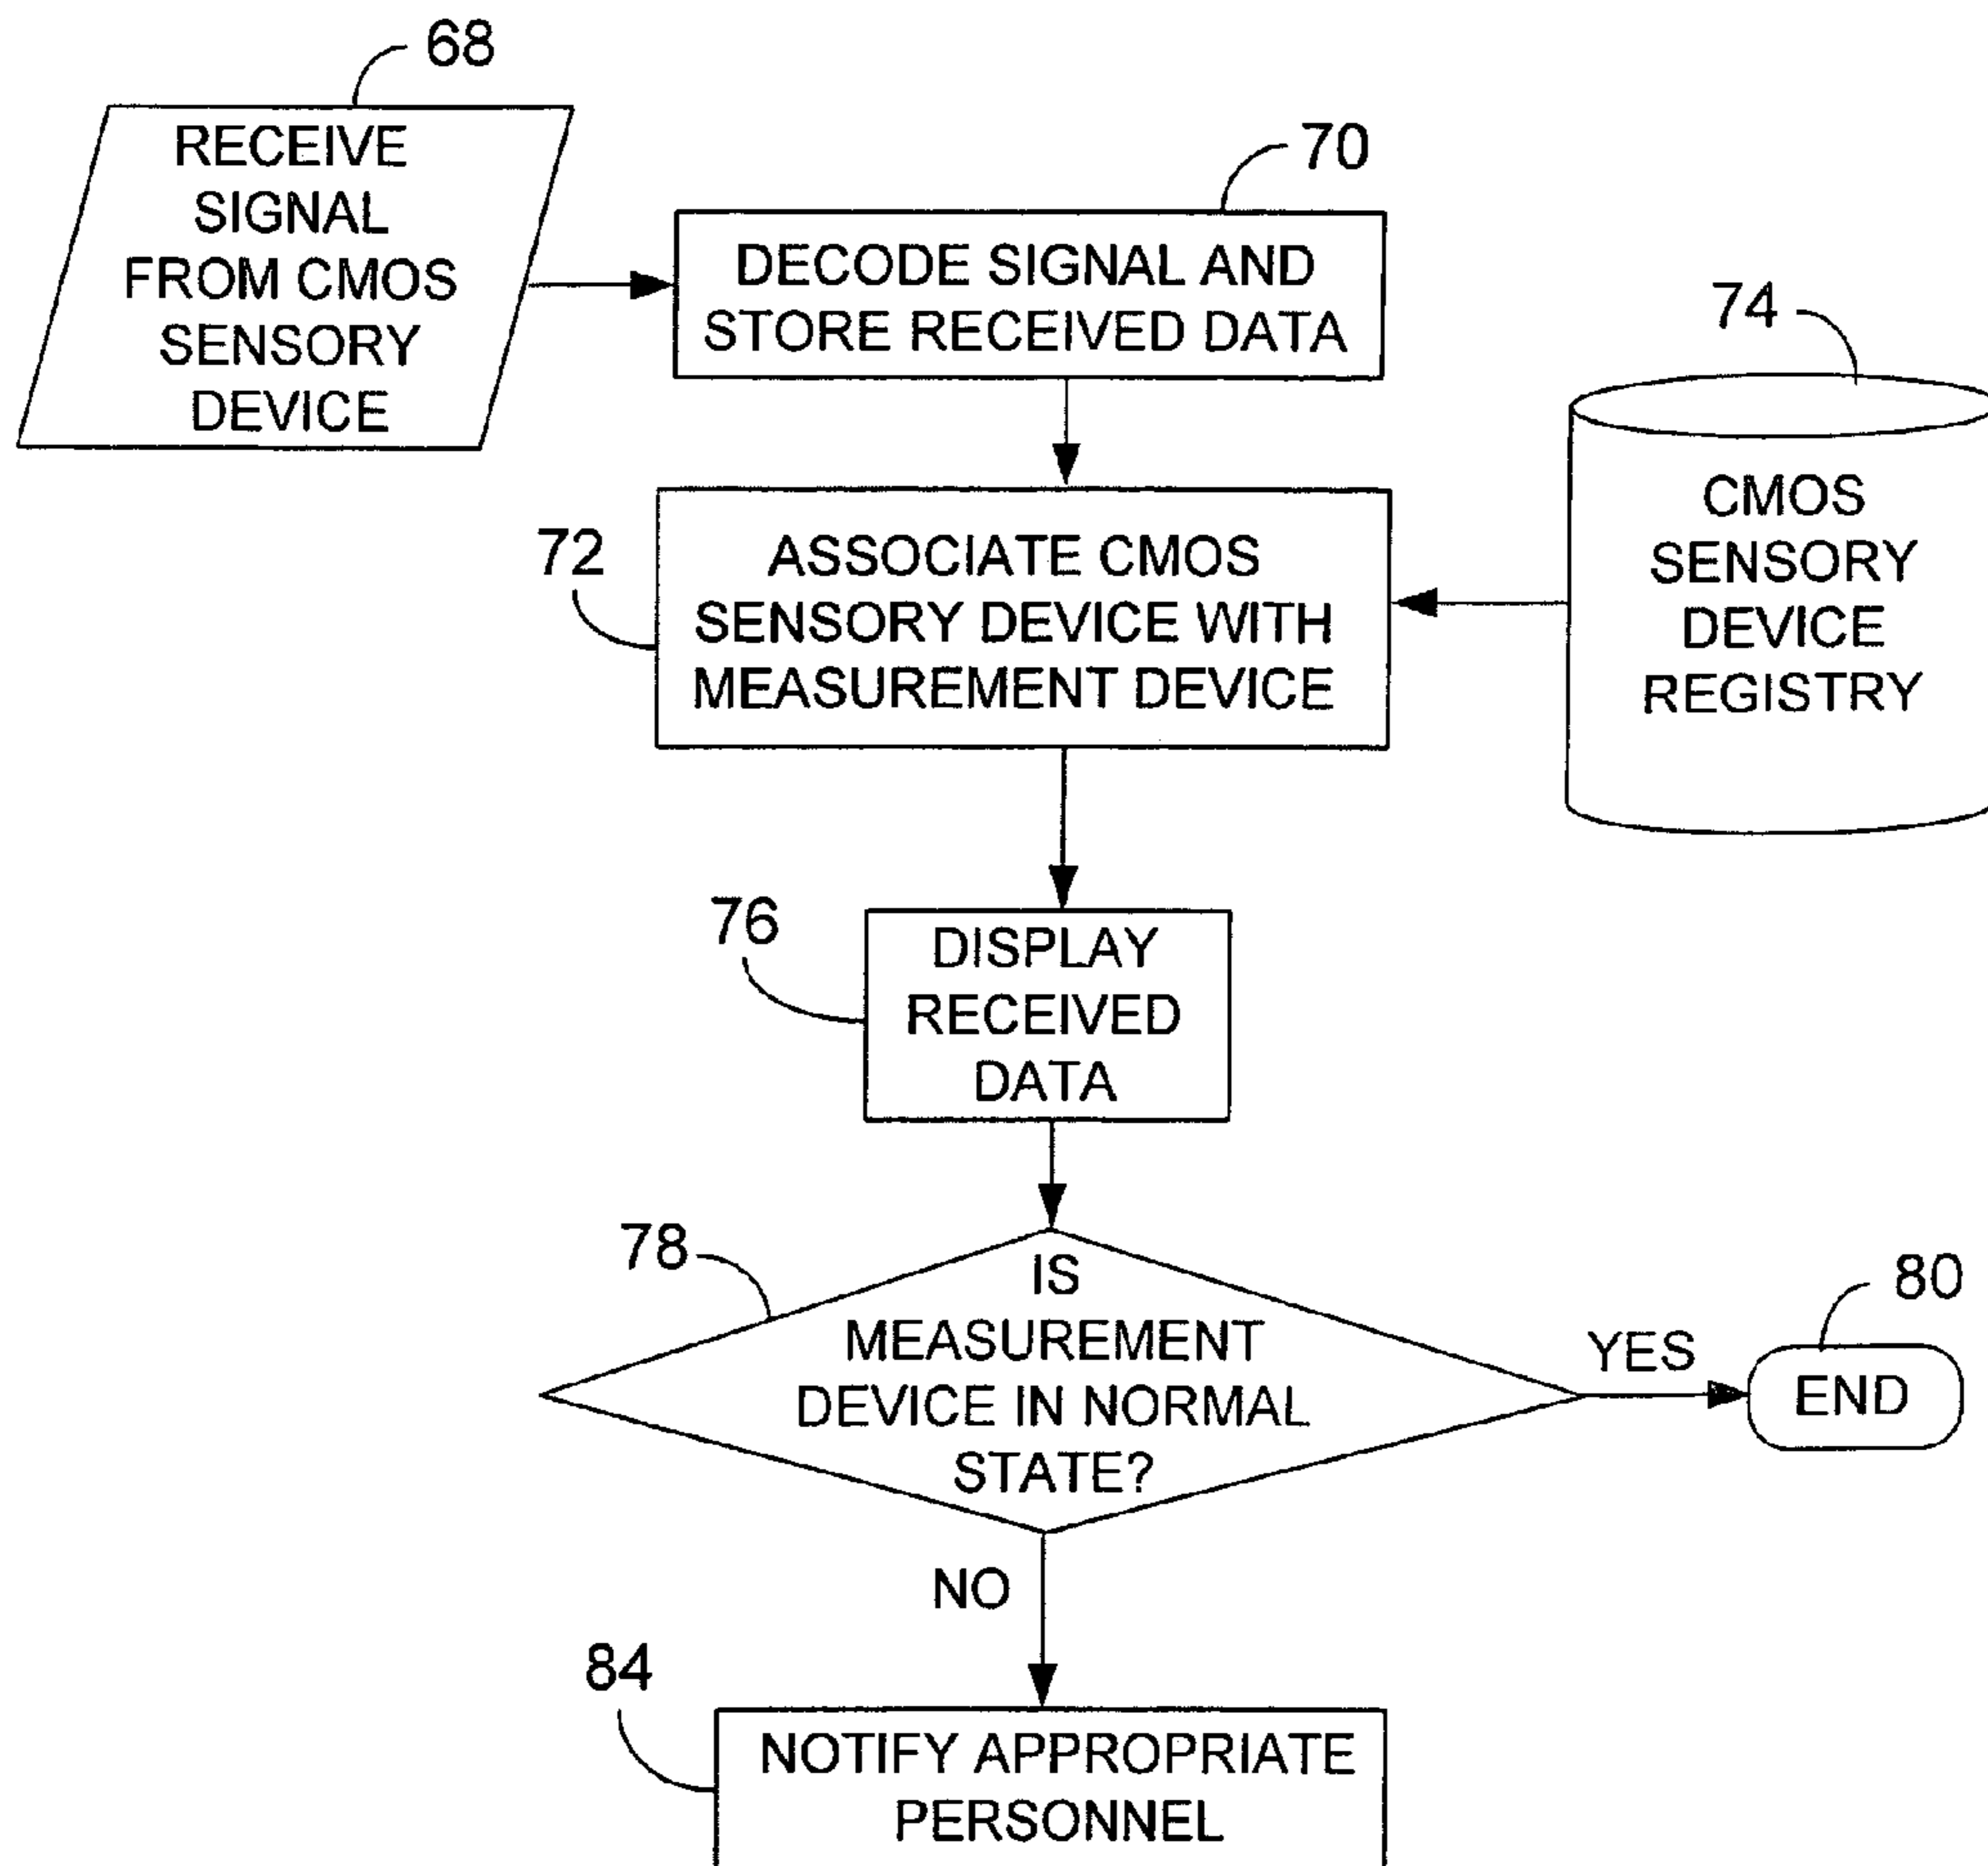 68
RECEIVE
SIGNAL
FROM CMOS
SENSORY
DEVICE
70
DECODE SIGNAL AND
STORE RECEIVED DATA
74
CMOS
SENSORY
DEVICE
REGISTRY
72
ASSOCIATE CMOS
SENSORY DEVICE WITH
MEASUREMENT DEVICE
76
DISPLAY
RECEIVED
DATA
78
IS
MEASUREMENT
DEVICE IN NORMAL
STATE?
YES
80
END
NO
84
NOTIFY APPROPRIATE
PERSONNEL